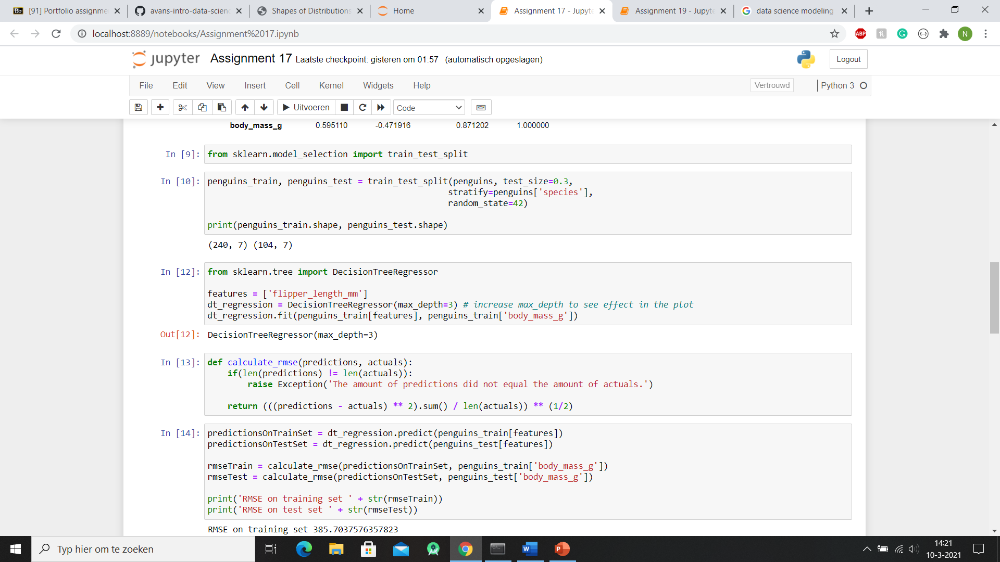 [91] Portfolio assignme
avans-intro-data-scienc
Shapes of Distributions
Home
Assignment 17 - Jupyte
Assignment 19 - Jupyte
data science modeling
localhost:8889/notebooks/Assignment%2017.ipynb
ABP
N
jupyter
Assignment 17 Laatste checkpoint: gisteren om 01:57 (automatisch opgeslagen)
Logout
File Edit View Insert Cell Kernel Widgets Help
Vertrouwd
Python 3
Uitvoeren
Code
body_mass_g 0.595110 -0.471916 0.871202 1.000000
In [9]: from sklearn.model_selection import train_test_split
In [10]: penguins_train, penguins_test = train_test_split(penguins, test_size=0.3,
stratify=penguins['species'],
random_state=42)
print(penguins_train.shape, penguins_test.shape)
(240, 7) (104, 7)
In [12]: from sklearn.tree import DecisionTreeRegressor
features = ['flipper_length_mm']
dt_regression = DecisionTreeRegressor(max_depth=3) # increase max_depth to see effect in the plot
dt_regression.fit(penguins_train[features], penguins_train['body_mass_g'])
Out[12]: DecisionTreeRegressor(max_depth=3)
In [13]: def calculate_rmse(predictions, actuals):
if(len(predictions) != len(actuals)):
raise Exception('The amount of predictions did not equal the amount of actuals.')
return (((predictions - actuals) ** 2).sum() / len(actuals)) ** (1/2)
In [14]: predictionsOnTrainSet = dt_regression.predict(penguins_train[features])
predictionsOnTestSet = dt_regression.predict(penguins_test[features])
rmseTrain = calculate_rmse(predictionsOnTrainSet, penguins_train['body_mass_g'])
rmseTest = calculate_rmse(predictionsOnTestSet, penguins_test['body_mass_g'])
print('RMSE on training set ' + str(rmseTrain))
print('RMSE on test set ' + str(rmseTest))
RMSE on training set 385.7037576357823
Typ hier om te zoeken
14:21
10-3-2021